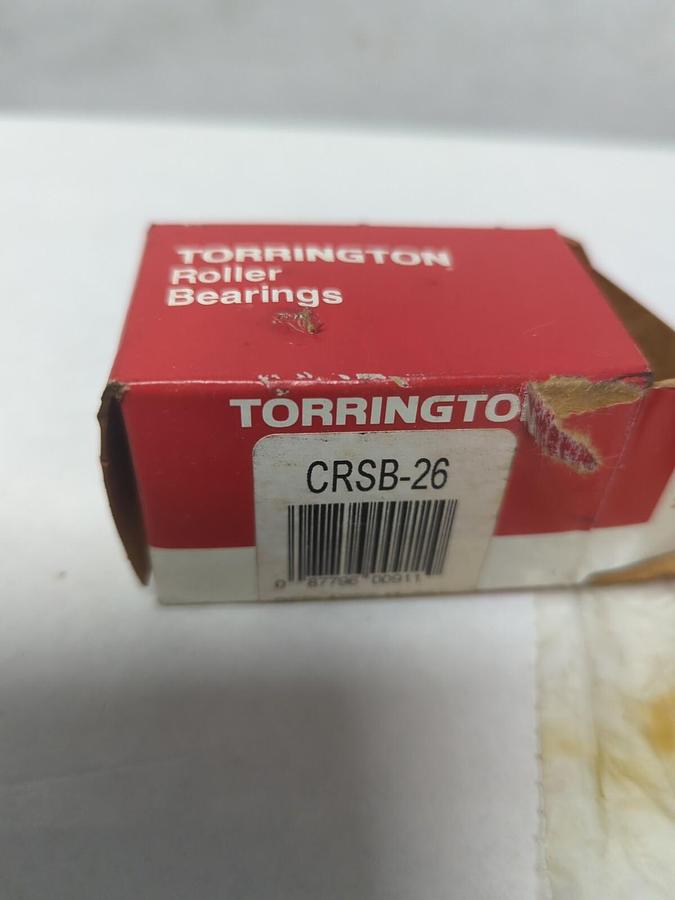 TORRINGTON
Roller
Bearings
TORRINGTO
CRSB-26
0 87796 00911